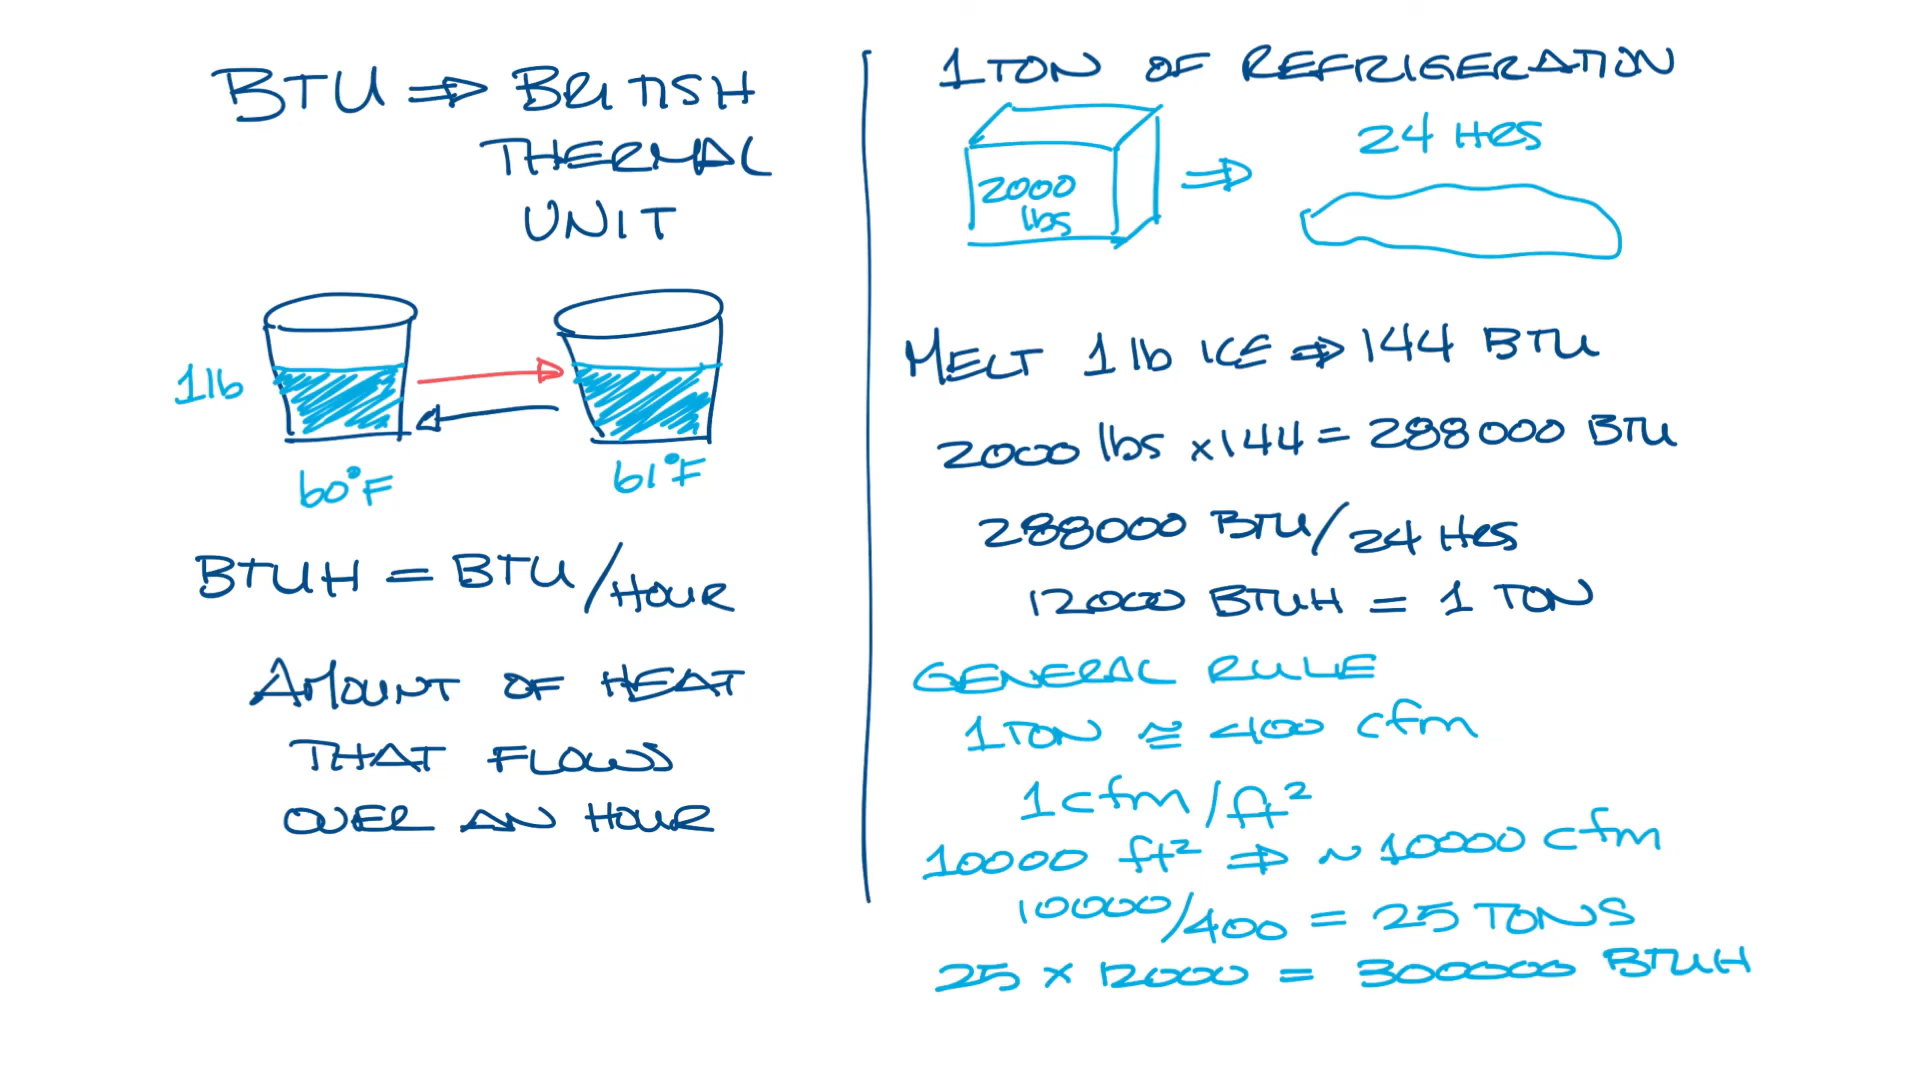 BTU ⇒ BRITISH
THERMAL
UNIT
1lb
60°F
61°F
BTUH = BTU/HOUR
AMOUNT OF HEAT
THAT FLOWS
OVER AN HOUR
1 TON OF REFRIGERATION
24 HRS
2000
lbs
MELT 1 lb ICE ⇒ 144 BTU
2000 lbs x144 = 288000 BTU
288000 BTU/24 HRS
12000 BTUH = 1 TON
GENERAL RULE
1 TON ≅ 400 cfm
1 cfm/ft²
10000 ft² ⇒ ~10000 cfm
10000/400 = 25 TONS
25 x 12000 = 300000 BTUH